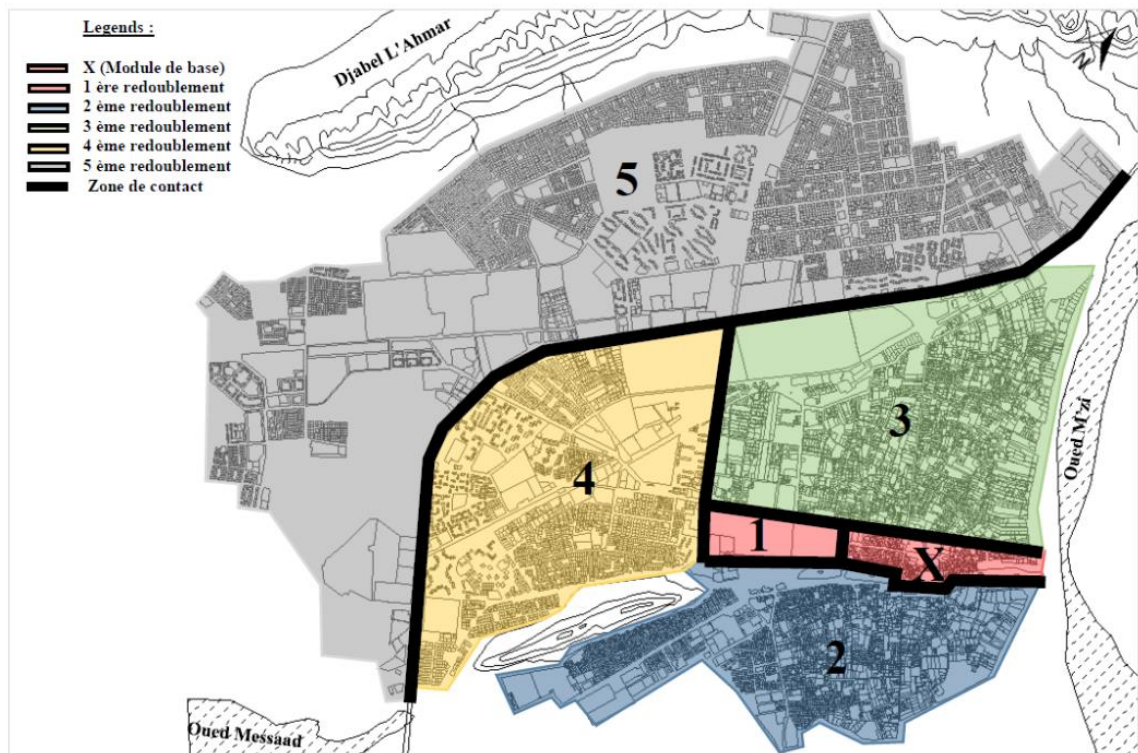 Legends :
X (Module de base)
1 ère redoublement
2 ème redoublement
3 ème redoublement
4 ème redoublement
5 ème redoublement
Zone de contact
Djabel L'Ahmar
N
5
3
4
Oued M'zi
1
X
2
Oued Messaad